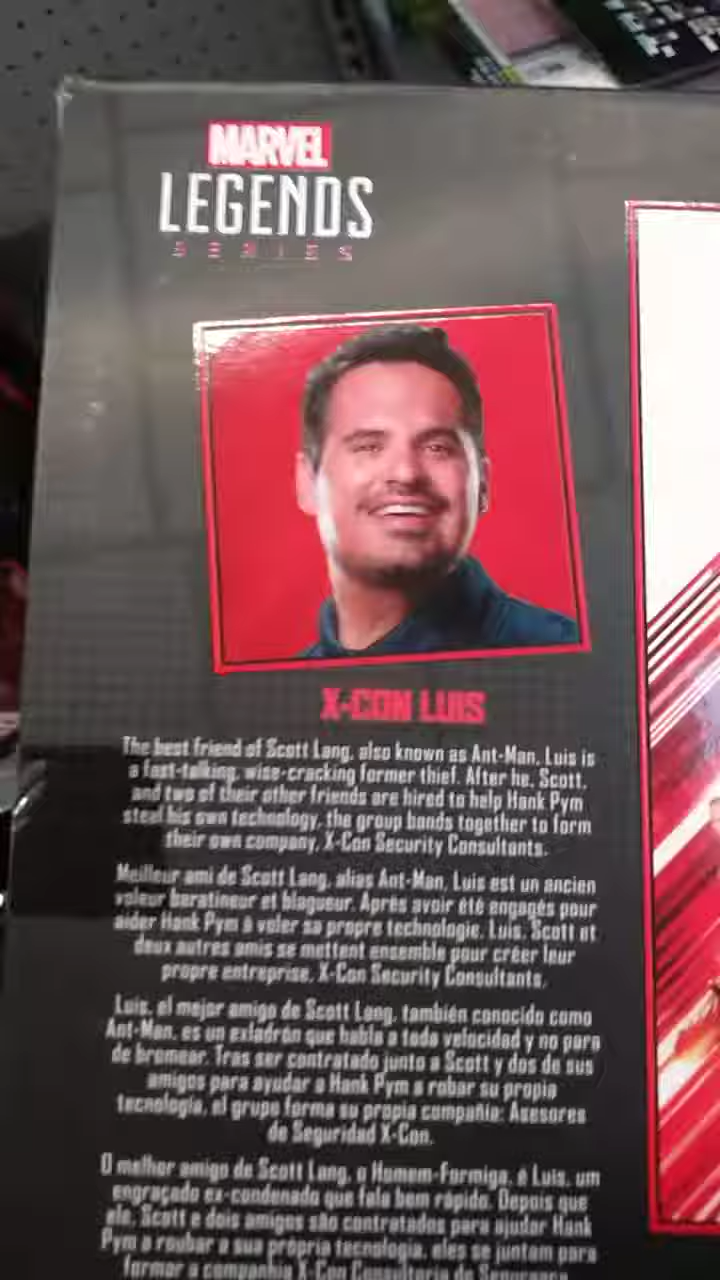 MARVEL
LEGENDS
SERIES
X-CON LUIS
The best friend of Scott Lang, also known as Ant-Man, Luis is
a fast-talking, wise-cracking former thief. After he, Scott,
and two of their other friends are hired to help Hank Pym
steal his own technology, the group bands together to form
their own company, X-Con Security Consultants.
Meilleur ami de Scott Lang, alias Ant-Man, Luis est un ancien
voleur baratineur et blagueur. Après avoir été engagés pour
aider Hank Pym à voler sa propre technologie, Luis, Scott et
deux autres amis se mettent ensemble pour créer leur
propre entreprise, X-Con Security Consultants.
Luis, el mejor amigo de Scott Lang, también conocido como
Ant-Man, es un exladrón que habla a toda velocidad y no para
de bromear. Tras ser contratado junto a Scott y dos de sus
amigos para ayudar a Hank Pym a robar su propia
tecnología, el grupo forma su propia compañía: Asesores
de Seguridad X-Con.
O melhor amigo de Scott Lang, o Homem-Formiga, é Luis, um
engraçado ex-condenado que fala bem rápido. Depois que
ele, Scott e dois amigos são contratados para ajudar Hank
Pym a roubar a sua própria tecnologia, eles se juntam para
formar a companhia X-Con Consultoria de Segurança